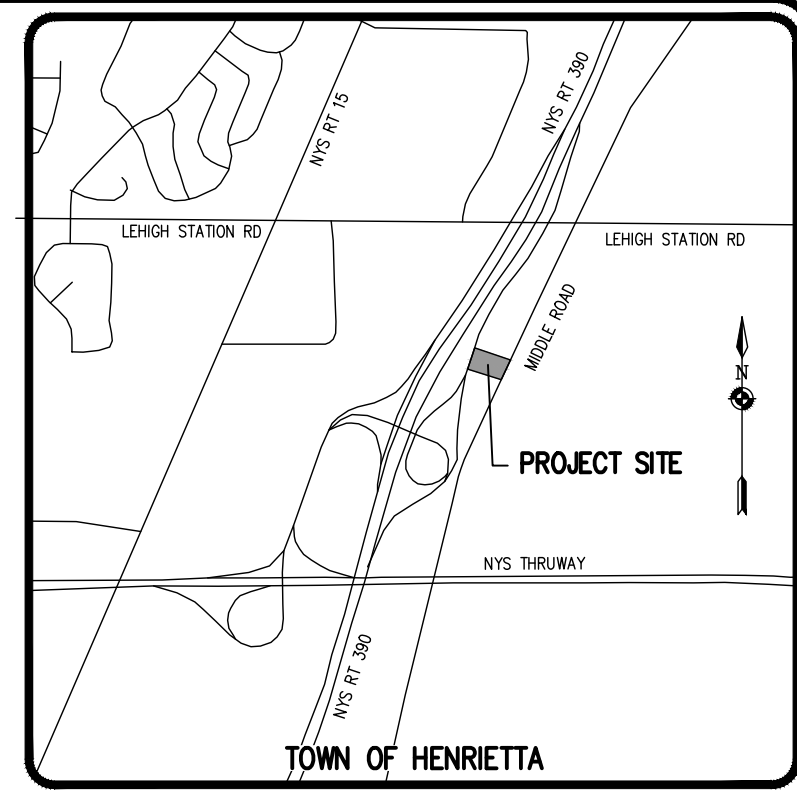 NYS RT 390
NYS RT 15
LEHIGH STATION RD
LEHIGH STATION RD
MIDDLE ROAD
N
PROJECT SITE
NYS THRUWAY
NYS RT 390
TOWN OF HENRIETTA